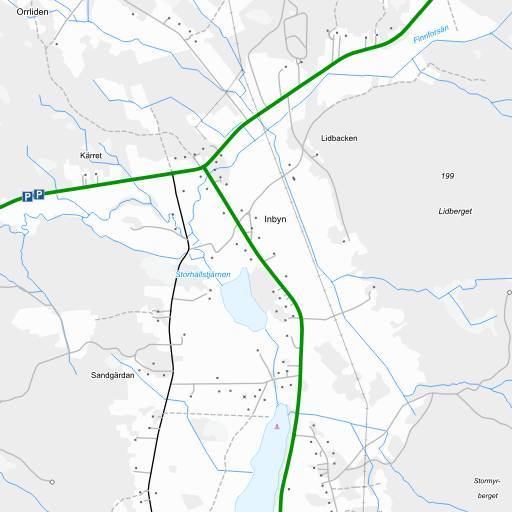 Orrliden
Finnforsån
Lidbacken
Kärret
199
P P
Lidberget
Inbyn
Storhällstjärnen
Sandgärdan
Stormyr-
berget